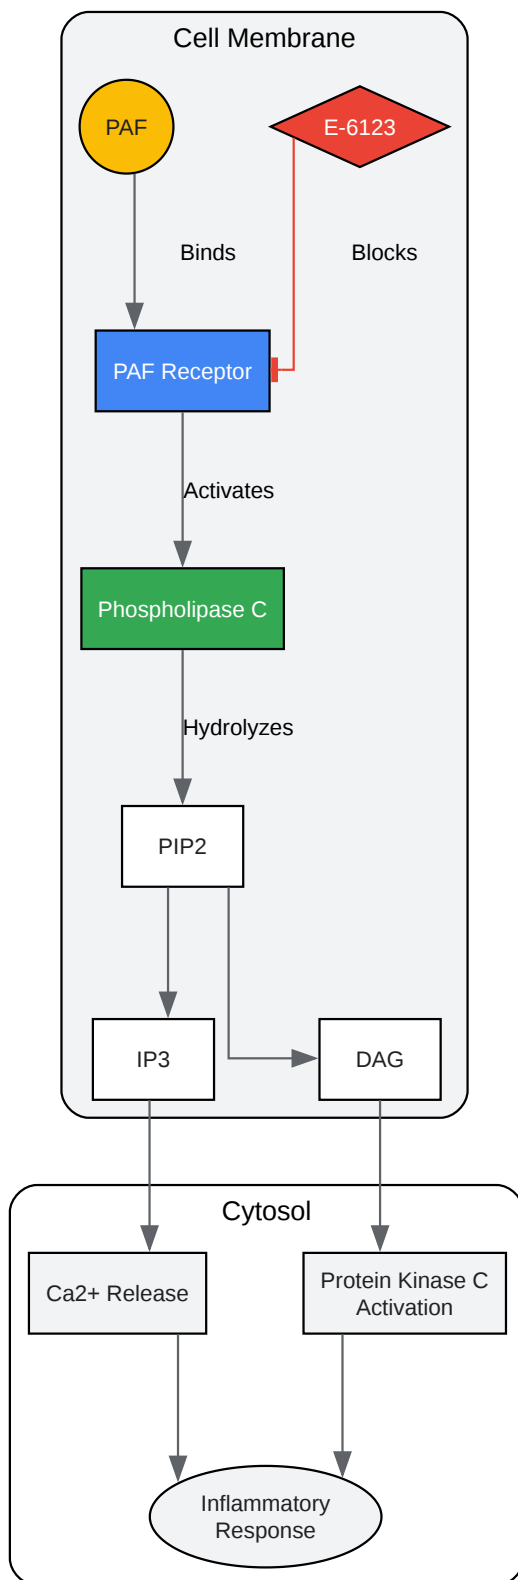 Cell Membrane
PAF
E-6123
Binds
Blocks
PAF Receptor
Activates
Phospholipase C
Hydrolyzes
PIP2
IP3
DAG
Cytosol
Ca2+ Release
Protein Kinase C
Activation
Inflammatory
Response